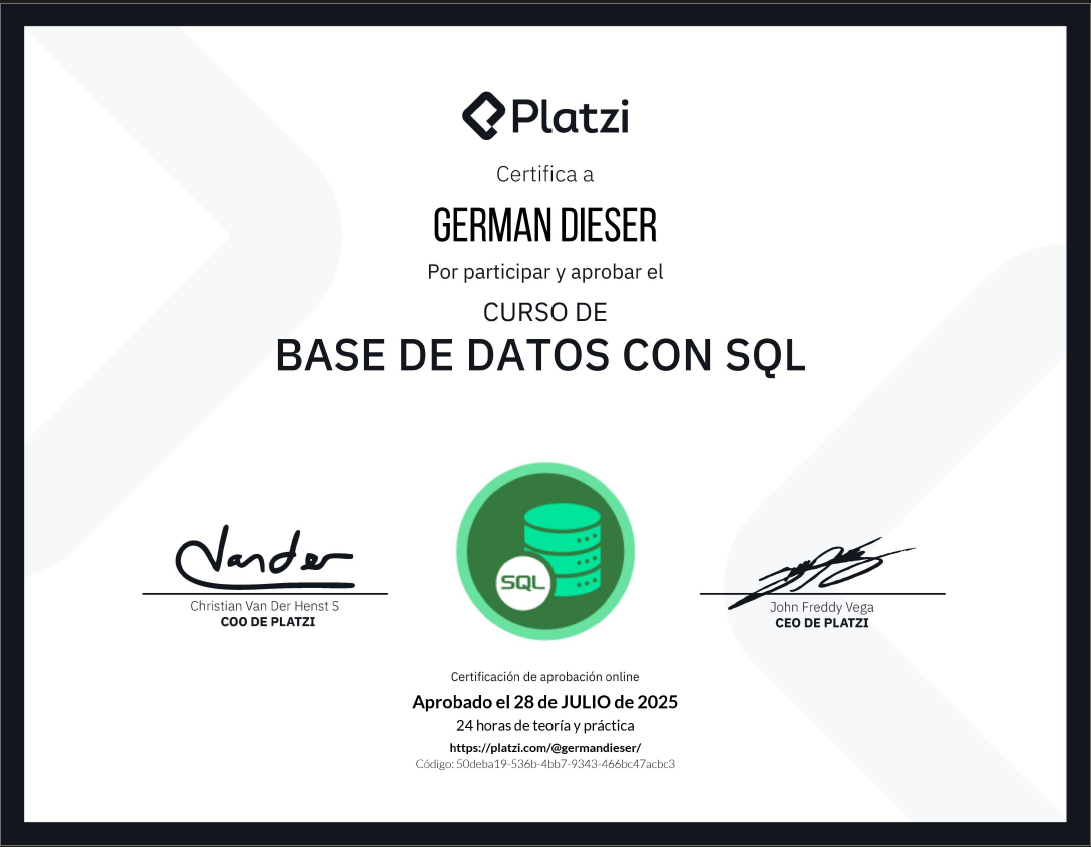 Platzi
Certifica a
GERMAN DIESER
Por participar y aprobar el
CURSO DE
BASE DE DATOS CON SQL
SQL
Vander
Christian Van Der Henst S
COO DE PLATZI
John Freddy Vega
CEO DE PLATZI
Certificación de aprobación online
Aprobado el 28 de JULIO de 2025
24 horas de teoría y práctica
https://platzi.com/@germandieser/
Código: 50deba19-536b-4bb7-9343-466bc47acbc3